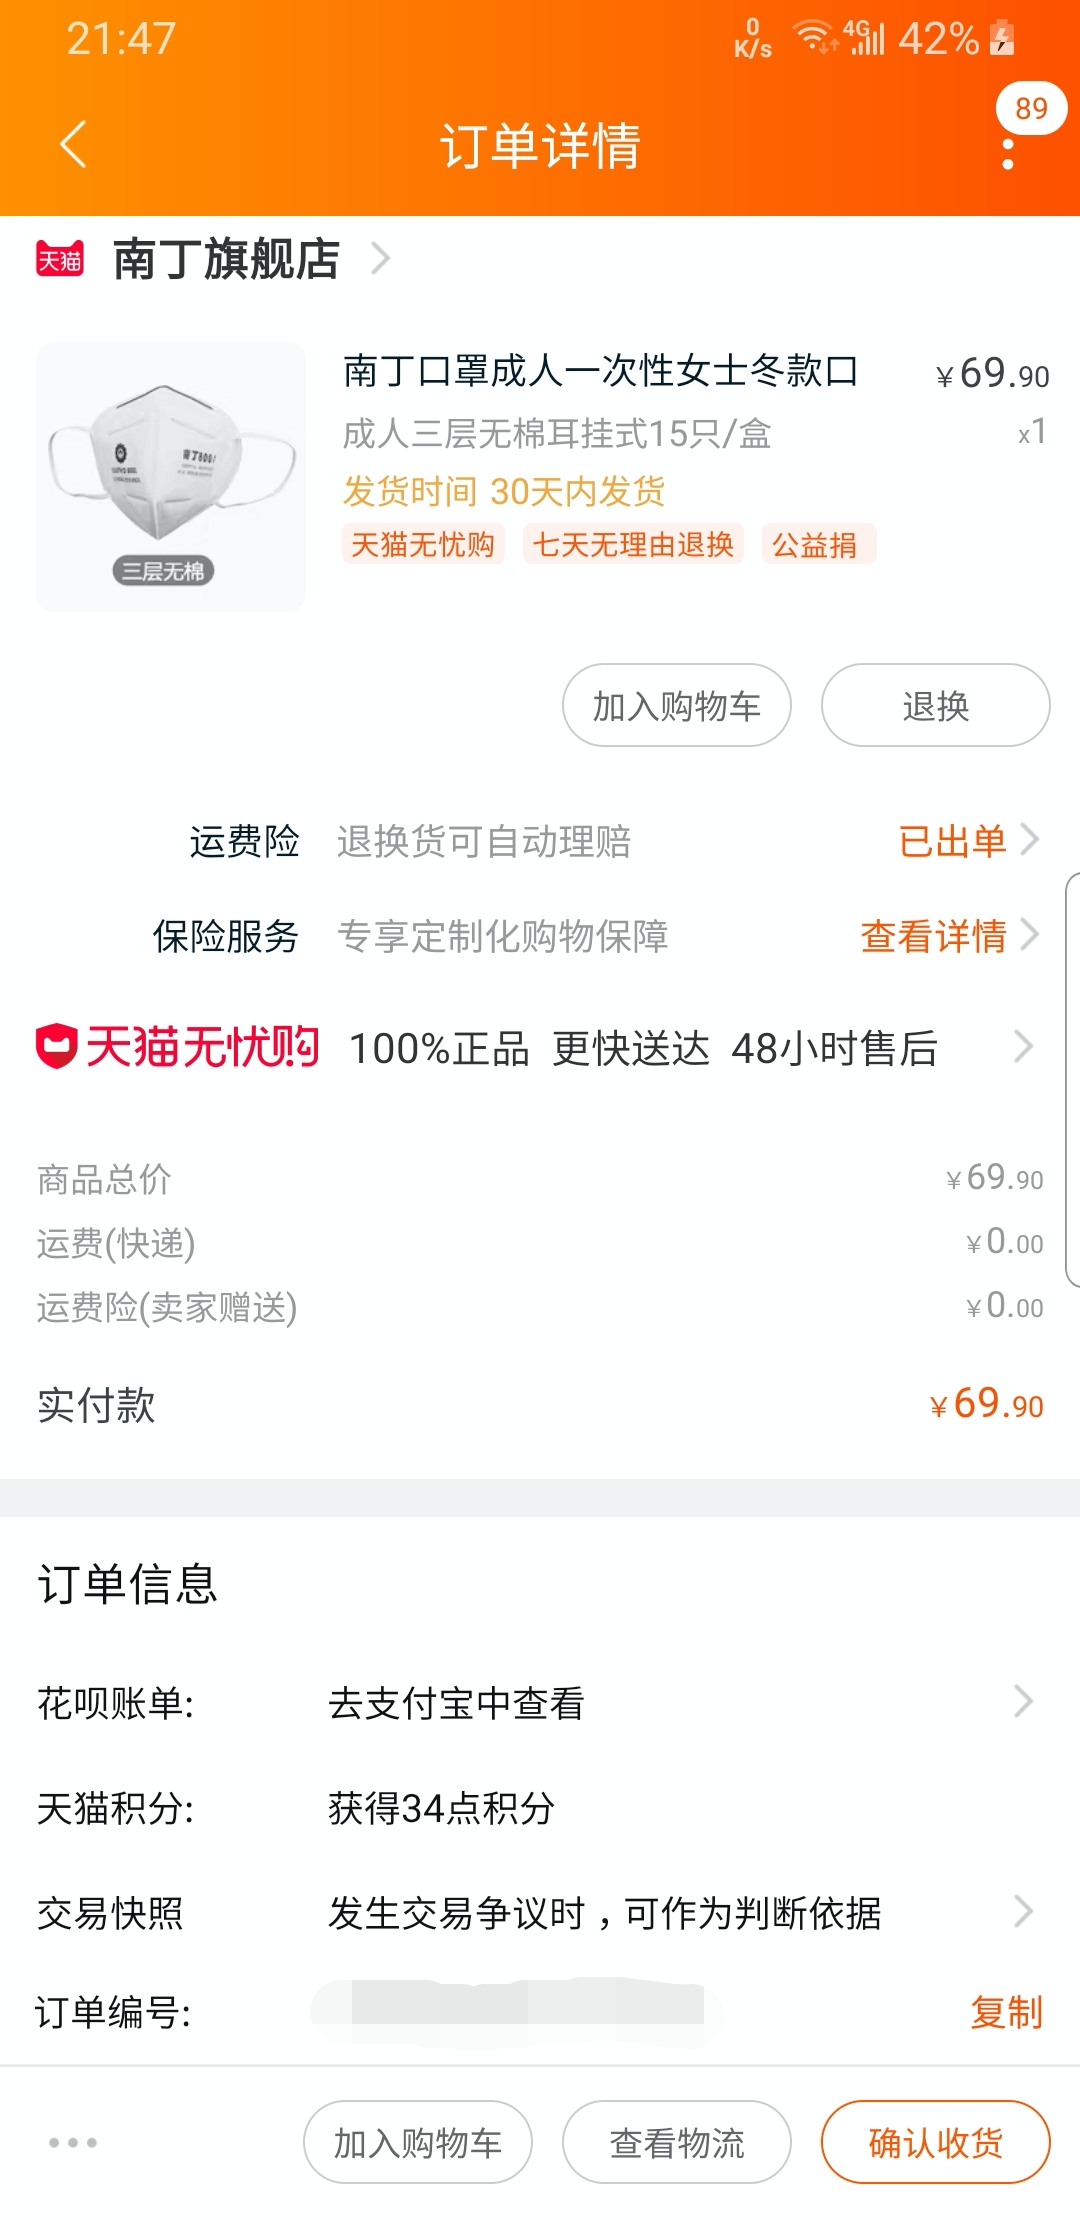 21:47
0
K/s
4G
42%
89
订单详情
天猫 南丁旗舰店
南丁口罩成人一次性女士冬款口
¥69.90
成人三层无棉耳挂式15只/盒
x1
发货时间 30天内发货
天猫无忧购 七天无理由退换 公益捐
三层无棉
加入购物车 退换
运费险 退换货可自动理赔 已出单
保险服务 专享定制化购物保障 查看详情
天猫无忧购 100%正品 更快送达 48小时售后
商品总价 ¥69.90
运费(快递) ¥0.00
运费险(卖家赠送) ¥0.00
实付款 ¥69.90
订单信息
花呗账单: 去支付宝中查看
天猫积分: 获得34点积分
交易快照 发生交易争议时，可作为判断依据
订单编号: 复制
加入购物车 查看物流 确认收货